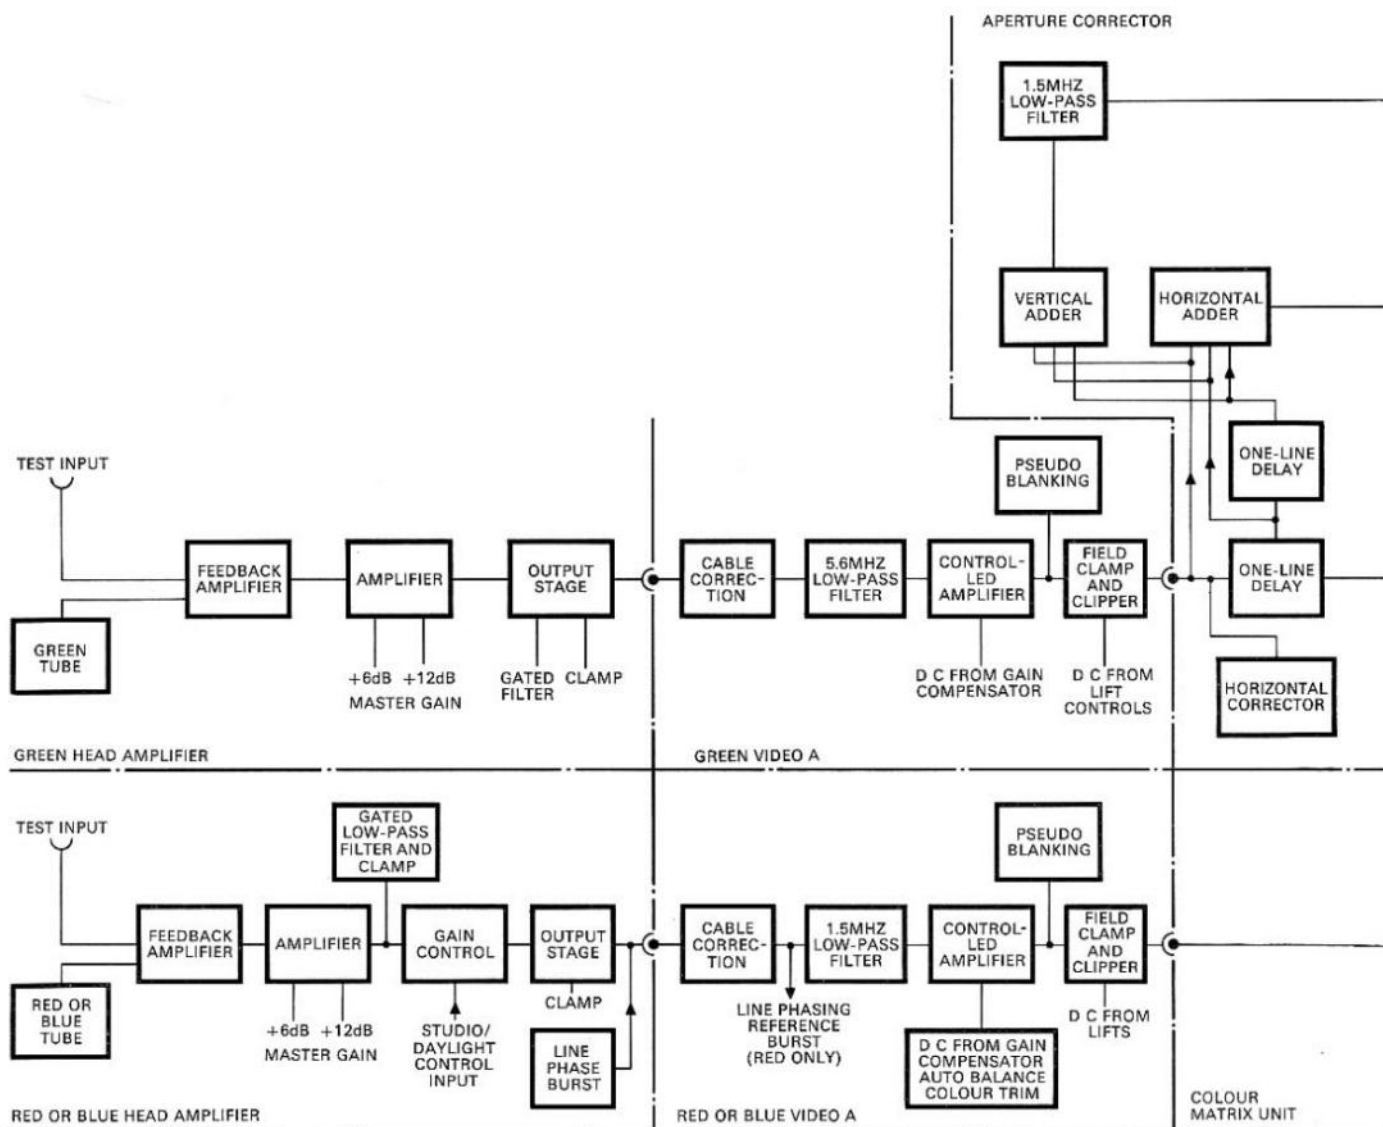 APERTURE CORRECTOR
1.5MHZ
LOW-PASS
FILTER
VERTICAL
ADDER
HORIZONTAL
ADDER
ONE-LINE
DELAY
TEST INPUT
PSEUDO
BLANKING
FEEDBACK
AMPLIFIER
AMPLIFIER
OUTPUT
STAGE
CABLE
CORREC-
TION
5.6MHZ
LOW-PASS
FILTER
CONTROL-
LED
AMPLIFIER
FIELD
CLAMP
AND
CLIPPER
ONE-LINE
DELAY
GREEN
TUBE
+6dB
+12dB
MASTER GAIN
GATED
FILTER
CLAMP
D C FROM GAIN
COMPENSATOR
D C FROM
LIFT
CONTROLS
HORIZONTAL
CORRECTOR
GREEN HEAD AMPLIFIER
GREEN VIDEO A
TEST INPUT
GATED
LOW-PASS
FILTER AND
CLAMP
PSEUDO
BLANKING
FEEDBACK
AMPLIFIER
AMPLIFIER
GAIN
CONTROL
OUTPUT
STAGE
CABLE
CORREC-
TION
1.5MHZ
LOW-PASS
FILTER
CONTROL-
LED
AMPLIFIER
FIELD
CLAMP
AND
CLIPPER
RED OR
BLUE
TUBE
+6dB
+12dB
MASTER GAIN
STUDIO/
DAYLIGHT
CONTROL
INPUT
CLAMP
LINE
PHASE
BURST
LINE PHASING
REFERENCE
BURST
(RED ONLY)
D C FROM GAIN
COMPENSATOR
AUTO BALANCE
COLOUR TRIM
D C FROM
LIFTS
RED OR BLUE HEAD AMPLIFIER
RED OR BLUE VIDEO A
COLOUR
MATRIX UNIT